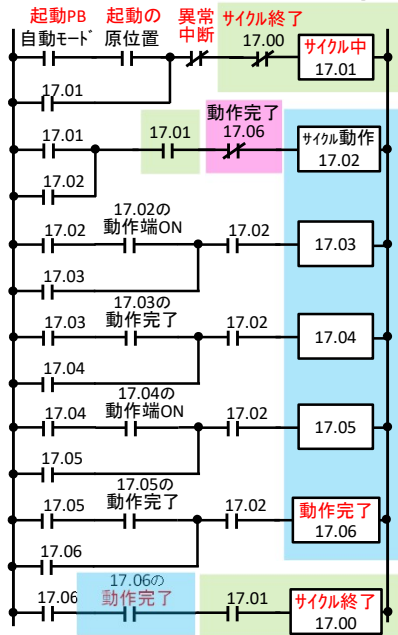 起動PB 起動の 異常 サイクル終了
自動モード 原位置 中断 17.00 サイクル中
17.01
17.01
17.01 17.01 動作完了
17.06 サイクル動作
17.02
17.02
17.02 17.02の
動作端ON 17.02 17.03
17.03
17.03 17.03の
動作完了 17.02 17.04
17.04
17.04 17.04の
動作端ON 17.02 17.05
17.05
17.05 17.05の
動作完了 17.02 動作完了
17.06
17.06
17.06 17.06の
動作完了 17.01 サイクル終了
17.00